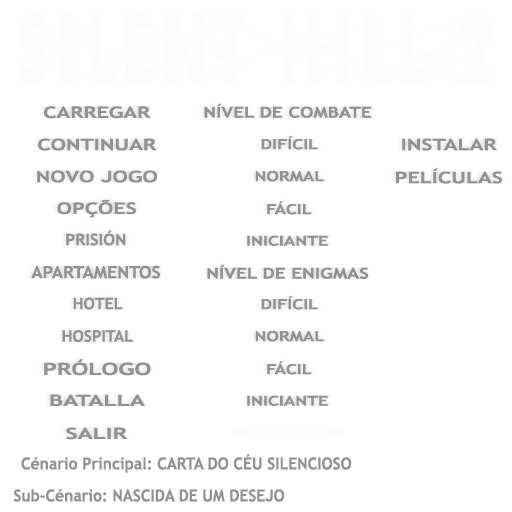 SILENT HILL 2
CARREGAR NÍVEL DE COMBATE
CONTINUAR DIFÍCIL INSTALAR
NOVO JOGO NORMAL PELÍCULAS
OPÇÕES FÁCIL
PRISIÓN INICIANTE
APARTAMENTOS NÍVEL DE ENIGMAS
HOTEL DIFÍCIL
HOSPITAL NORMAL
PRÓLOGO FÁCIL
BATALLA INICIANTE
SALIR
Cénario Principal: CARTA DO CÉU SILENCIOSO
Sub-Cénario: NASCIDA DE UM DESEJO